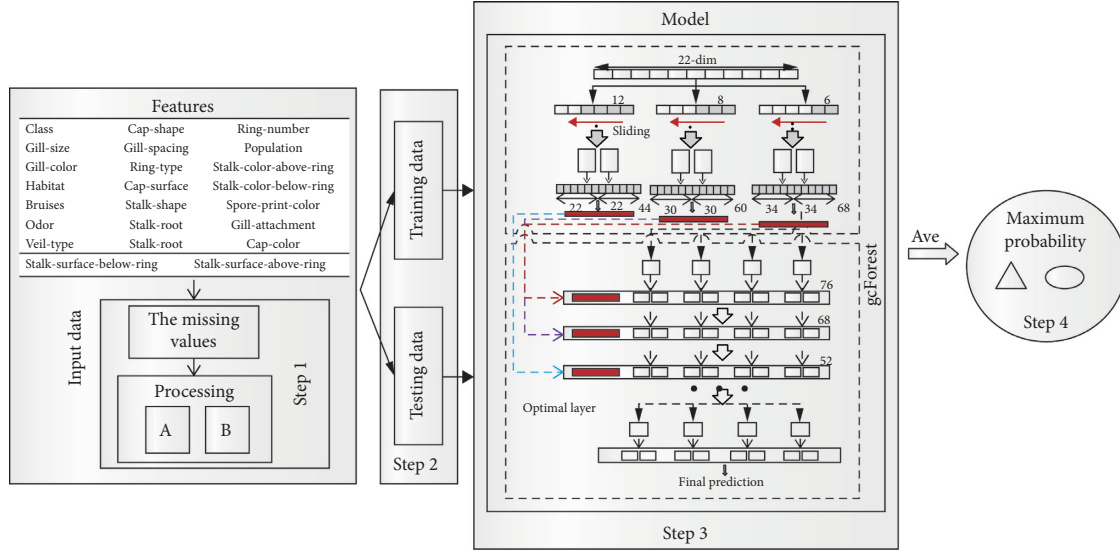 Features
Class Cap-shape Ring-number
Gill-size Gill-spacing Population
Gill-color Ring-type Stalk-color-above-ring
Habitat Cap-surface Stalk-color-below-ring
Bruises Stalk-shape Spore-print-color
Odor Stalk-root Gill-attachment
Veil-type Stalk-root Cap-color
Stalk-surface-below-ring Stalk-surface-above-ring
Input data
The missing
values
Processing
A B
Step 1
Training data
Testing data
Step 2
Model
22-dim
12 8 6
Sliding
22 22 44 30 30 60 34 34 68
gcForest
76
68
52
Optimal layer
Final prediction
Step 3
Ave
Maximum
probability
Step 4